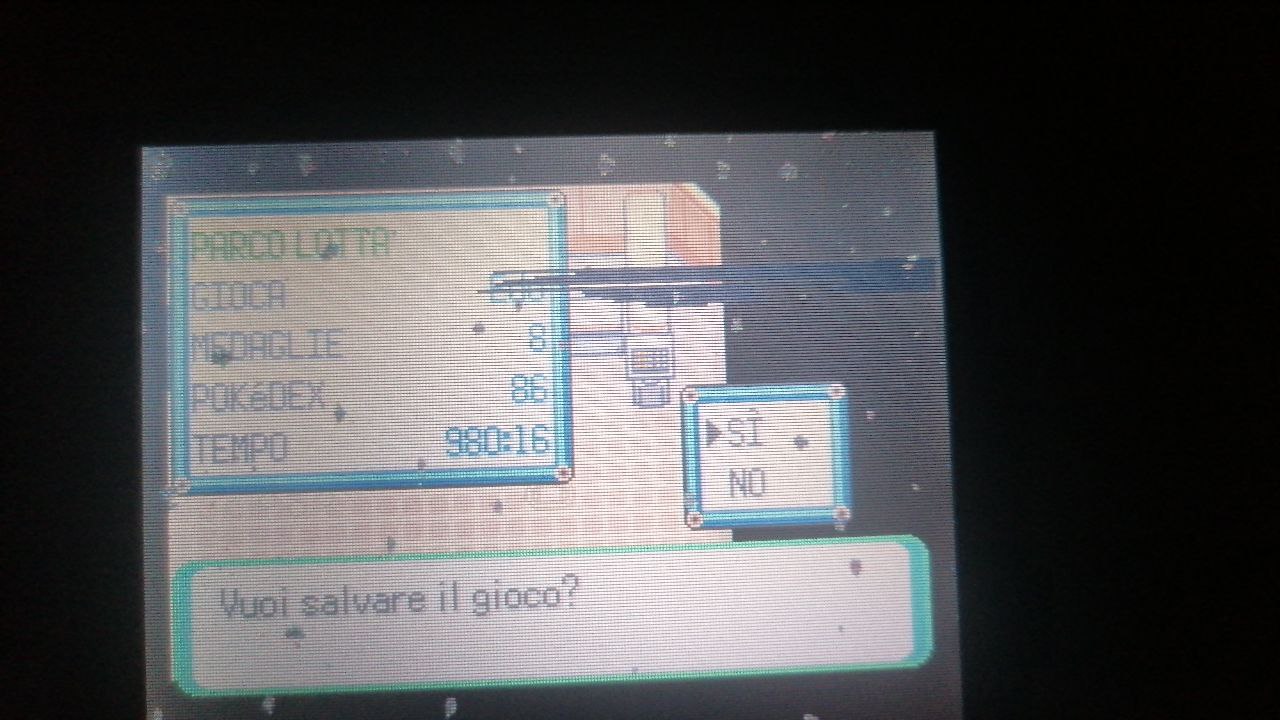 PARCO LOTTA
GIOCA
MEDAGLIE 8
POKéDEX 86
TEMPO 980:16
▶SÌ
NO
Vuoi salvare il gioco?